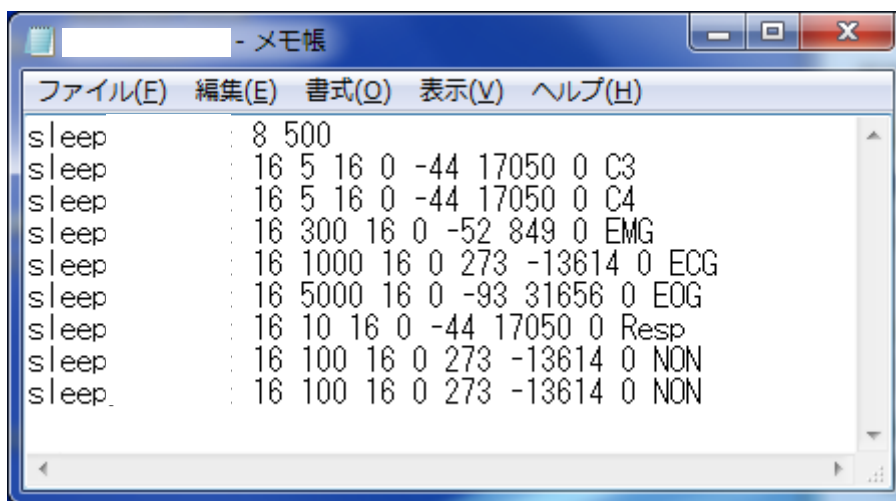 - メモ帳
ファイル(F) 編集(E) 書式(O) 表示(V) ヘルプ(H)
sleep 8 500
sleep 16 5 16 0 -44 17050 0 C3
sleep 16 5 16 0 -44 17050 0 C4
sleep 16 300 16 0 -52 849 0 EMG
sleep 16 1000 16 0 273 -13614 0 ECG
sleep 16 5000 16 0 -93 31656 0 EOG
sleep 16 10 16 0 -44 17050 0 Resp
sleep 16 100 16 0 273 -13614 0 NON
sleep 16 100 16 0 273 -13614 0 NON